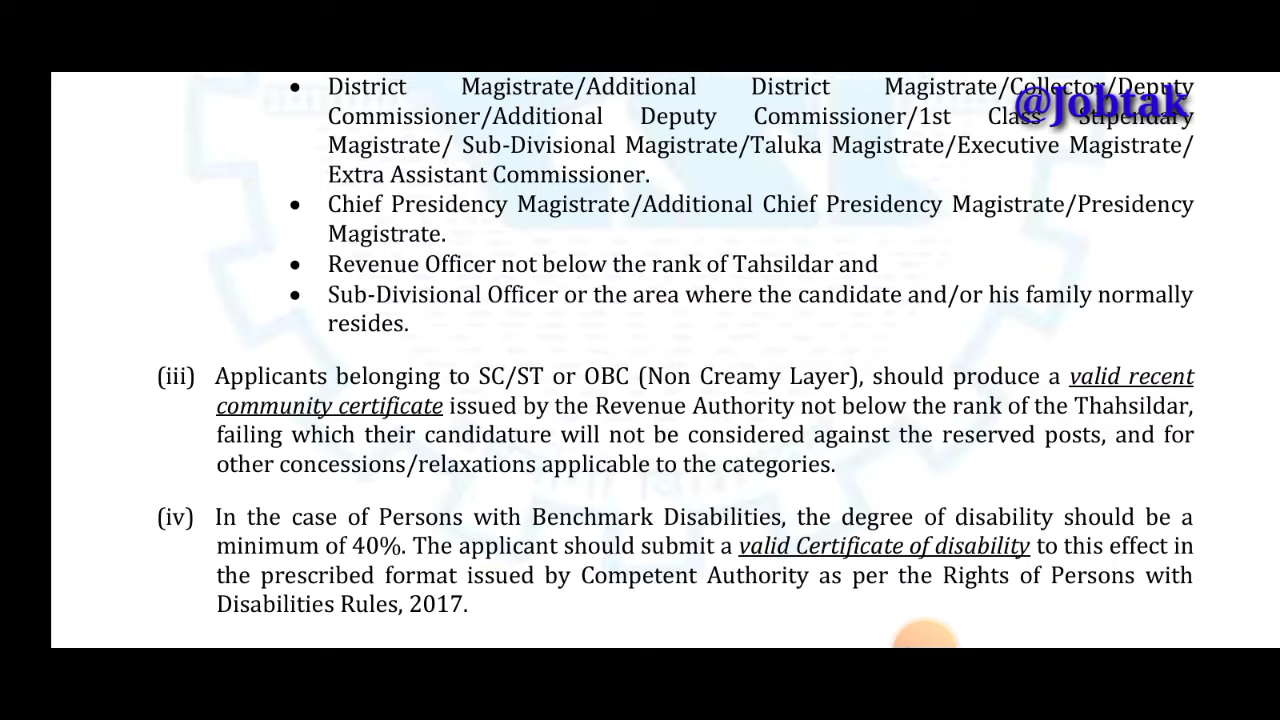 • District Magistrate/Additional District Magistrate/Collector/Deputy
@Jobtak
Commissioner/Additional Deputy Commissioner/1st Class Stipendary
Magistrate/ Sub-Divisional Magistrate/Taluka Magistrate/Executive Magistrate/
Extra Assistant Commissioner.
• Chief Presidency Magistrate/Additional Chief Presidency Magistrate/Presidency
Magistrate.
• Revenue Officer not below the rank of Tahsildar and
• Sub-Divisional Officer or the area where the candidate and/or his family normally
resides.
(iii) Applicants belonging to SC/ST or OBC (Non Creamy Layer), should produce a valid recent
community certificate issued by the Revenue Authority not below the rank of the Thahsildar,
failing which their candidature will not be considered against the reserved posts, and for
other concessions/relaxations applicable to the categories.
(iv) In the case of Persons with Benchmark Disabilities, the degree of disability should be a
minimum of 40%. The applicant should submit a valid Certificate of disability to this effect in
the prescribed format issued by Competent Authority as per the Rights of Persons with
Disabilities Rules, 2017.